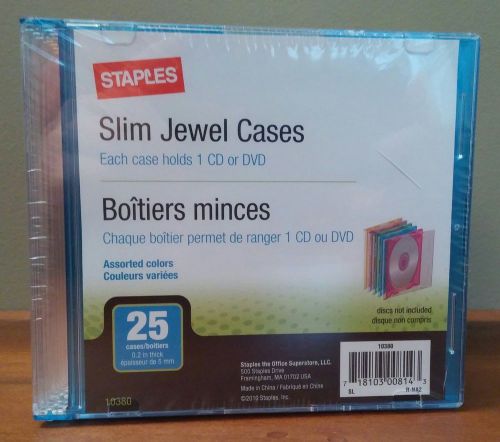 STAPLES
Slim Jewel Cases
Each case holds 1 CD or DVD
Boîtiers minces
Chaque boîtier permet de ranger 1 CD ou DVD
Assorted colors
Couleurs variées
discs not included
disque non compris
25
cases/boîtiers
0.2 in thick
épaisseur de 5 mm
Staples the Office Superstore, LLC.
500 Staples Drive
Framingham, MA 01702 USA
Made in China / Fabriqué en Chine
©2010 Staples, Inc.
10380
7 18103 00814 3
SL
R-NA2
10380